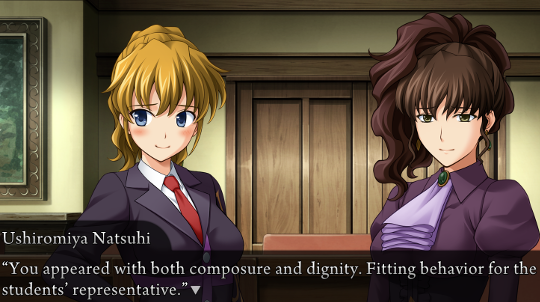 Ushiromiya Natsuhi
“You appeared with both composure and dignity. Fitting behavior for the
students’ representative.”▼